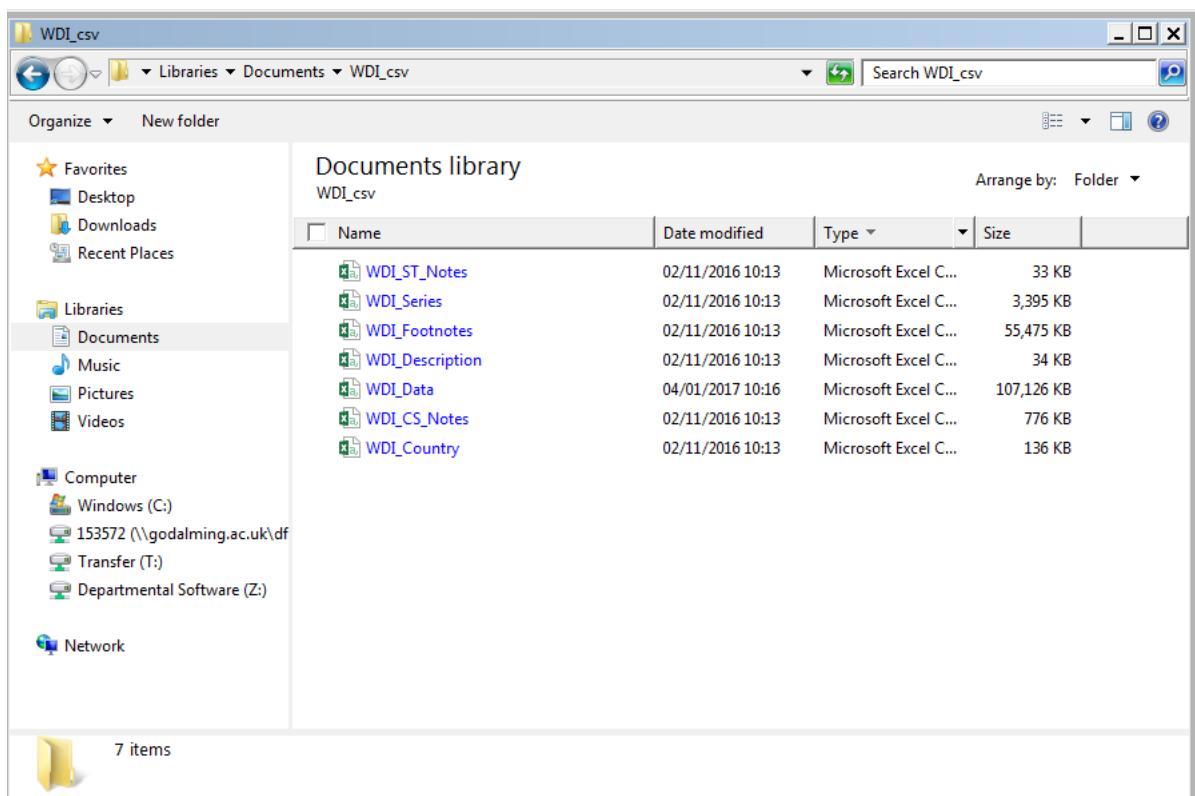 WDI_csv
Libraries Documents WDI_csv Search WDI_csv
Organize New folder
Favorites
Desktop
Downloads
Recent Places
Libraries
Documents
Music
Pictures
Videos
Computer
Windows (C:)
153572 (\\godalming.ac.uk\df
Transfer (T:)
Departmental Software (Z:)
Network
Documents library
WDI_csv
Arrange by: Folder
Name Date modified Type Size
WDI_ST_Notes 02/11/2016 10:13 Microsoft Excel C... 33 KB
WDI_Series 02/11/2016 10:13 Microsoft Excel C... 3,395 KB
WDI_Footnotes 02/11/2016 10:13 Microsoft Excel C... 55,475 KB
WDI_Description 02/11/2016 10:13 Microsoft Excel C... 34 KB
WDI_Data 04/01/2017 10:16 Microsoft Excel C... 107,126 KB
WDI_CS_Notes 02/11/2016 10:13 Microsoft Excel C... 776 KB
WDI_Country 02/11/2016 10:13 Microsoft Excel C... 136 KB
7 items